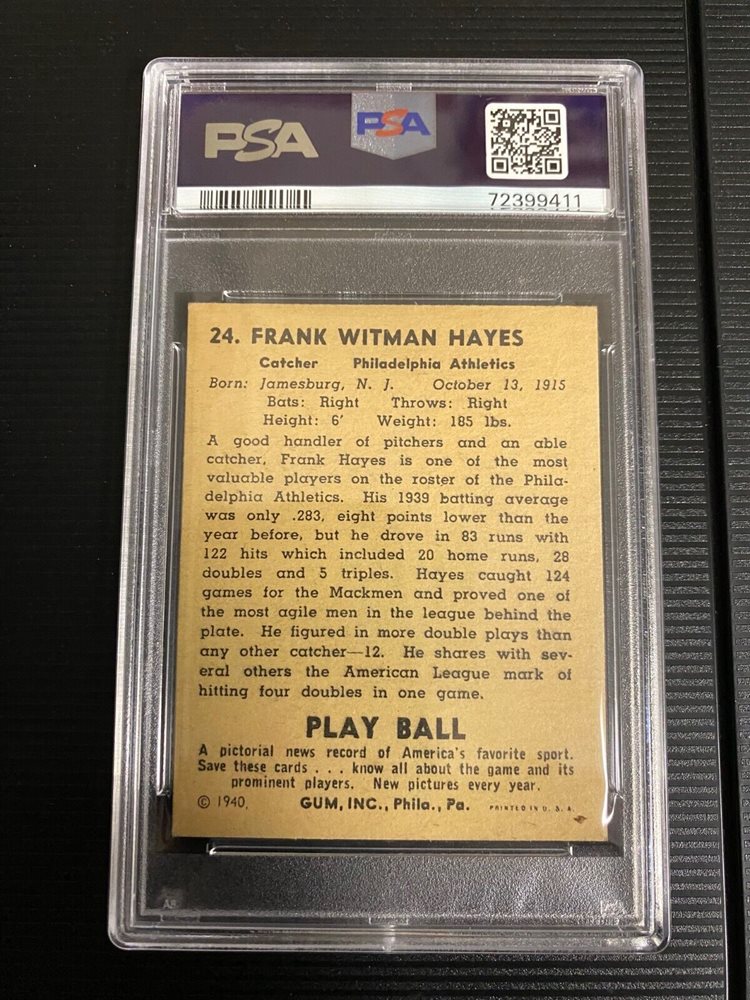 PSA
PSA
72399411
24. FRANK WITMAN HAYES
Catcher Philadelphia Athletics
Born: Jamesburg, N. J. October 13, 1915
Bats: Right Throws: Right
Height: 6' Weight: 185 lbs.
A good handler of pitchers and an able
catcher, Frank Hayes is one of the most
valuable players on the roster of the Phila-
delphia Athletics. His 1939 batting average
was only .283, eight points lower than the
year before, but he drove in 83 runs with
122 hits which included 20 home runs, 28
doubles and 5 triples. Hayes caught 124
games for the Mackmen and proved one of
the most agile men in the league behind the
plate. He figured in more double plays than
any other catcher—12. He shares with sev-
eral others the American League mark of
hitting four doubles in one game.
PLAY BALL
A pictorial news record of America's favorite sport.
Save these cards . . . know all about the game and its
prominent players. New pictures every year.
© 1940, GUM, INC., Phila., Pa. PRINTED IN U. S. A.